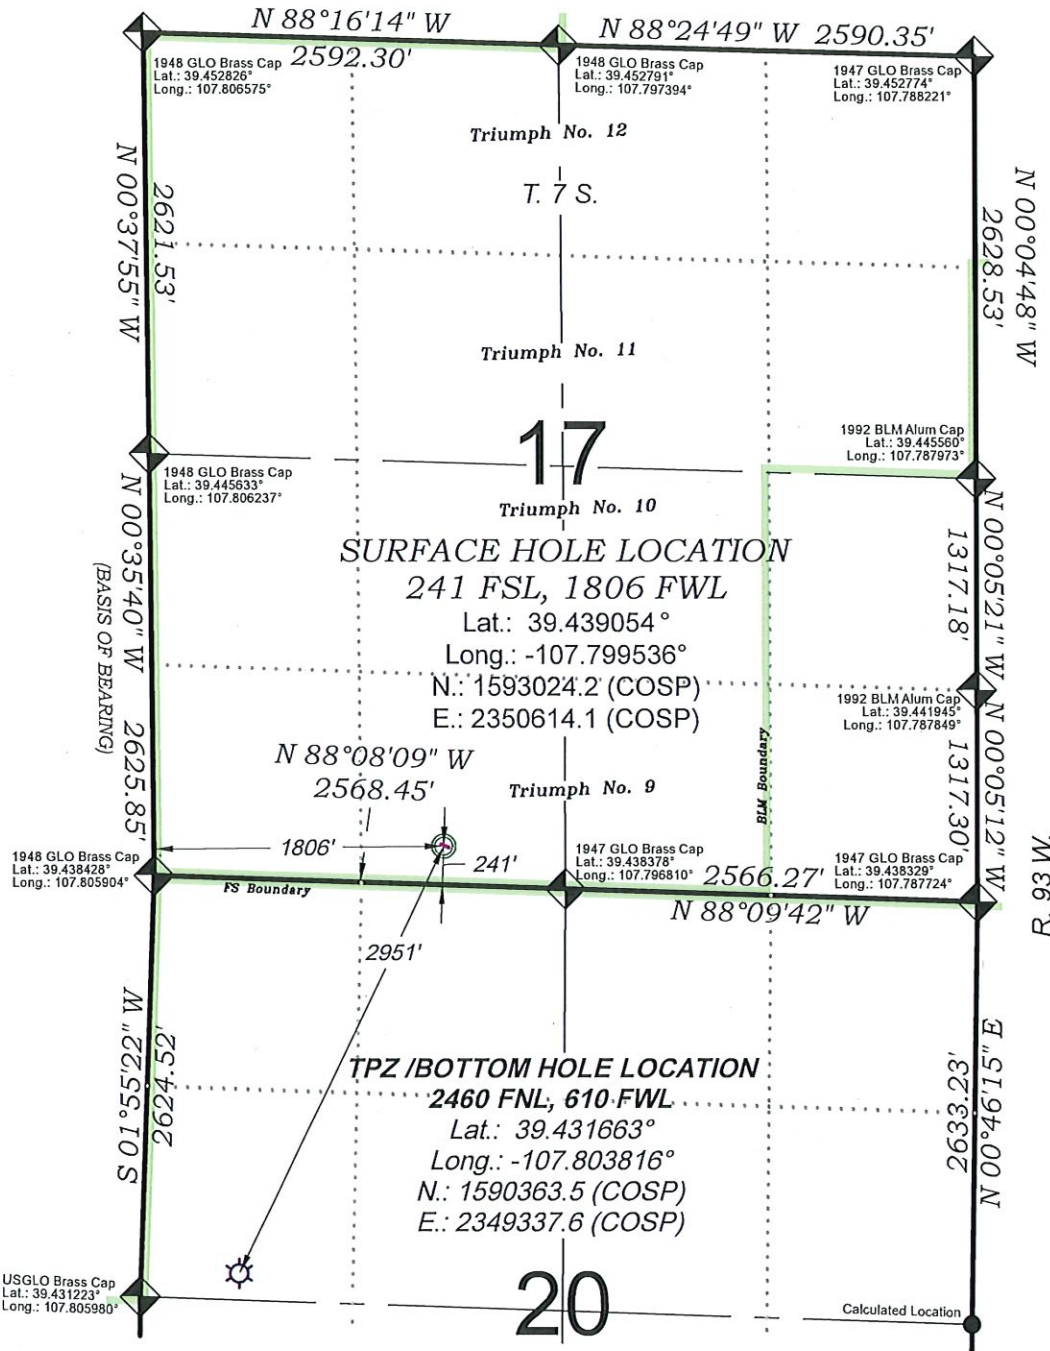 N 88°16'14" W
2592.30'
N 88°24'49" W 2590.35'
1948 GLO Brass Cap
Lat.: 39.452826°
Long.: 107.806575°
1948 GLO Brass Cap
Lat.: 39.452791°
Long.: 107.797394°
1947 GLO Brass Cap
Lat.: 39.452774°
Long.: 107.788221°
Triumph No. 12
T. 7 S.
N 00°37'55" W
2621.53'
N 00°04'48" W
2628.53'
Triumph No. 11
17
1992 BLM Alum Cap
Lat.: 39.445560°
Long.: 107.787973°
1948 GLO Brass Cap
Lat.: 39.445633°
Long.: 107.806237°
Triumph No. 10
SURFACE HOLE LOCATION
241 FSL, 1806 FWL
Lat.: 39.439054°
Long.: -107.799536°
N.: 1593024.2 (COSP)
E.: 2350614.1 (COSP)
N 00°35'40" W 2625.85'
(BASIS OF BEARING)
N 00°05'21" W
1317.18'
1992 BLM Alum Cap
Lat.: 39.441945°
Long.: 107.787849°
N 00°05'12" W
1317.30'
BLM Boundary
N 88°08'09" W
2568.45'
Triumph No. 9
1806'
241'
1948 GLO Brass Cap
Lat.: 39.438428°
Long.: 107.805904°
FS Boundary
1947 GLO Brass Cap
Lat.: 39.438378°
Long.: 107.796810°
2566.27'
N 88°09'42" W
1947 GLO Brass Cap
Lat.: 39.438329°
Long.: 107.787724°
R. 93 W.
2951'
S 01°55'22" W
2624.52'
TPZ /BOTTOM HOLE LOCATION
2460 FNL, 610 FWL
Lat.: 39.431663°
Long.: -107.803816°
N.: 1590363.5 (COSP)
E.: 2349337.6 (COSP)
2633.23'
N 00°46'15" E
USGLO Brass Cap
Lat.: 39.431223°
Long.: 107.805980°
20
Calculated Location